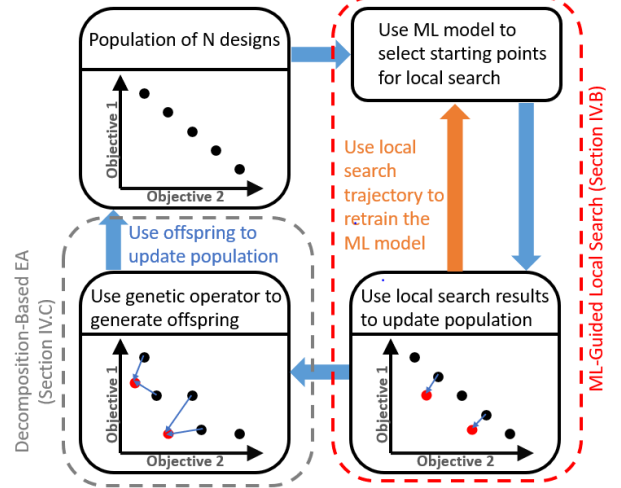 Population of N designs
Objective 1
Objective 2
Use ML model to
select starting points
for local search
Use local
search
trajectory to
retrain the
ML model
ML-Guided Local Search (Section IV.B)
Use offspring to
update population
Decomposition-Based EA
(Section IV.C)
Use genetic operator to
generate offspring
Objective 1
Objective 2
Use local search results
to update population
Objective 1
Objective 2